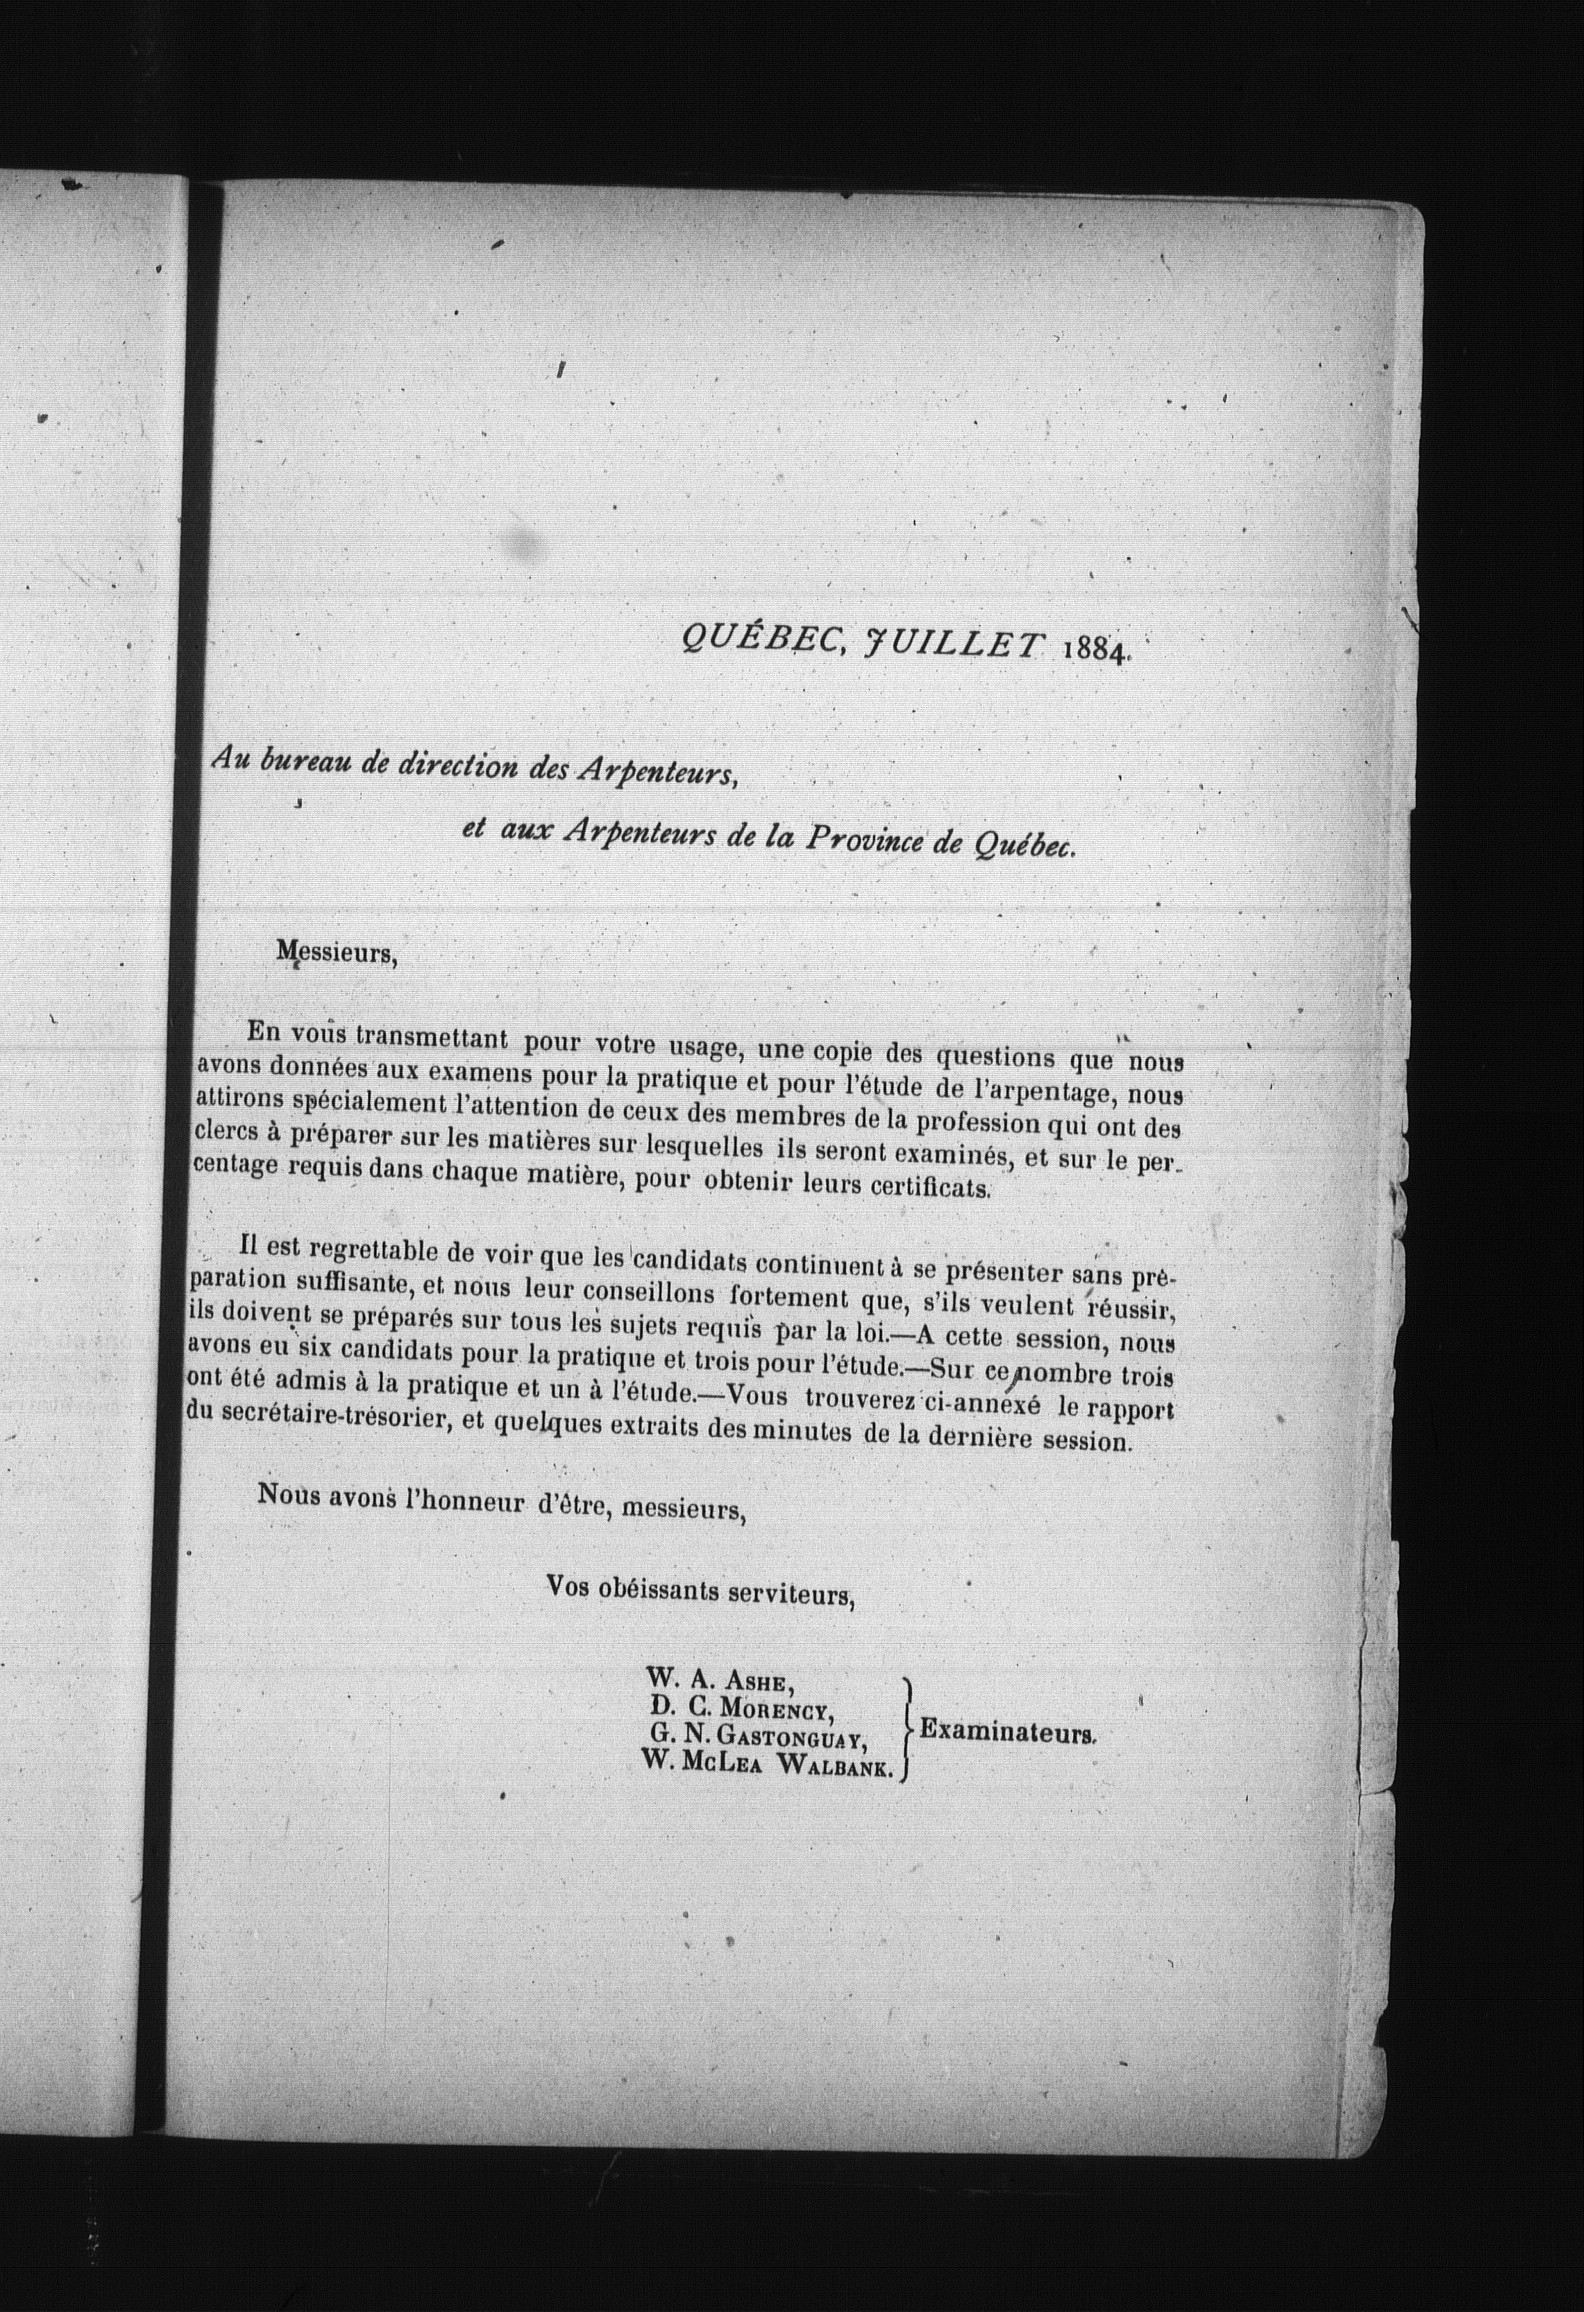 QUÉBEC, JUILLET 1884.
Au bureau de direction des Arpenteurs,
et aux Arpenteurs de la Province de Québec.
Messieurs,
En vous transmettant pour votre usage, une copie des questions que nous
avons données aux examens pour la pratique et pour l'étude de l'arpentage, nous
attirons spécialement l'attention de ceux des membres de la profession qui ont des
clercs à préparer sur les matières sur lesquelles ils seront examinés, et sur le per-
centage requis dans chaque matière, pour obtenir leurs certificats.
Il est regrettable de voir que les candidats continuent à se présenter sans pré-
paration suffisante, et nous leur conseillons fortement que, s'ils veulent réussir,
ils doivent se préparés sur tous les sujets requis par la loi.—A cette session, nous
avons eu six candidats pour la pratique et trois pour l'étude.—Sur ce nombre trois
ont été admis à la pratique et un à l'étude.—Vous trouverez ci-annexé le rapport
du secrétaire-trésorier, et quelques extraits des minutes de la dernière session.
Nous avons l'honneur d'être, messieurs,
Vos obéissants serviteurs,
W. A. ASHE,
D. C. MORENCY,
G. N. GASTONGUAY,
W. MCLEA WALBANK.
Examinateurs.